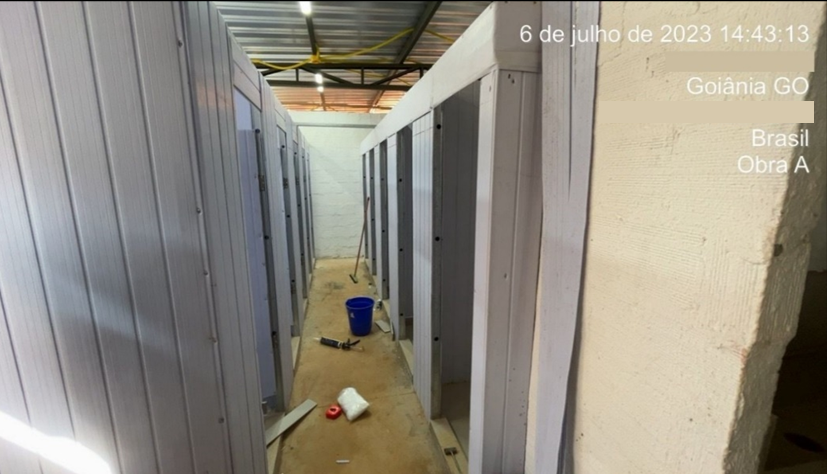 6 de julho de 2023 14:43:13
Goiânia GO
Brasil
Obra A